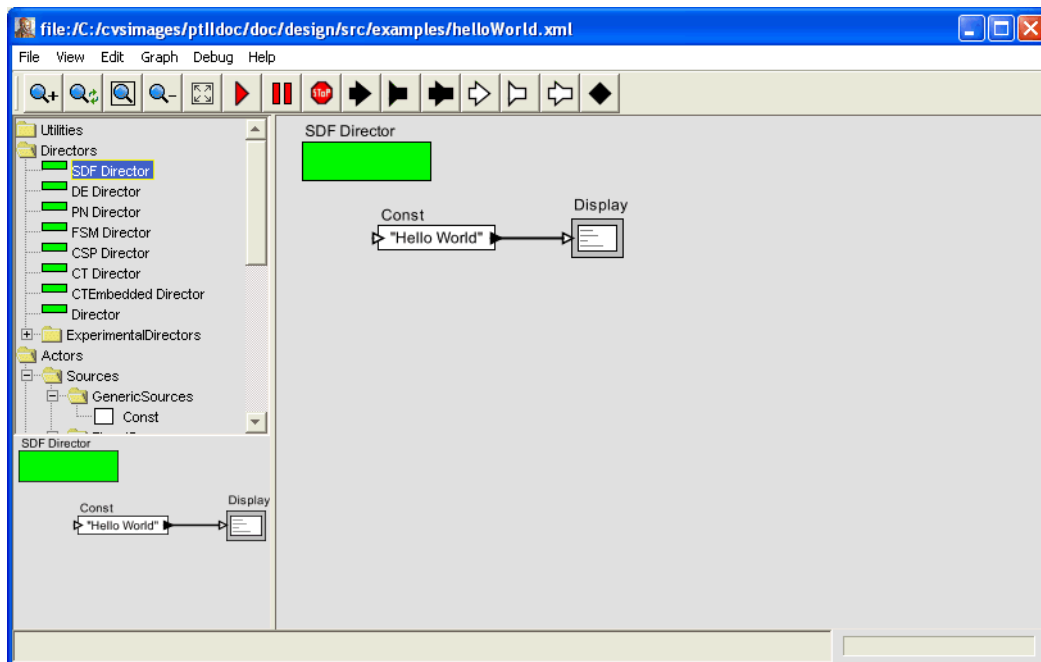 file:/C:/cvsimages/ptIIdoc/doc/design/src/examples/helloWorld.xml
File View Edit Graph Debug Help
STOP
Utilities
Directors
SDF Director
DE Director
PN Director
FSM Director
CSP Director
CT Director
CTEmbedded Director
Director
ExperimentalDirectors
Actors
Sources
GenericSources
Const
SDF Director
Const
Display
"Hello World"
SDF Director
Const
Display
"Hello World"